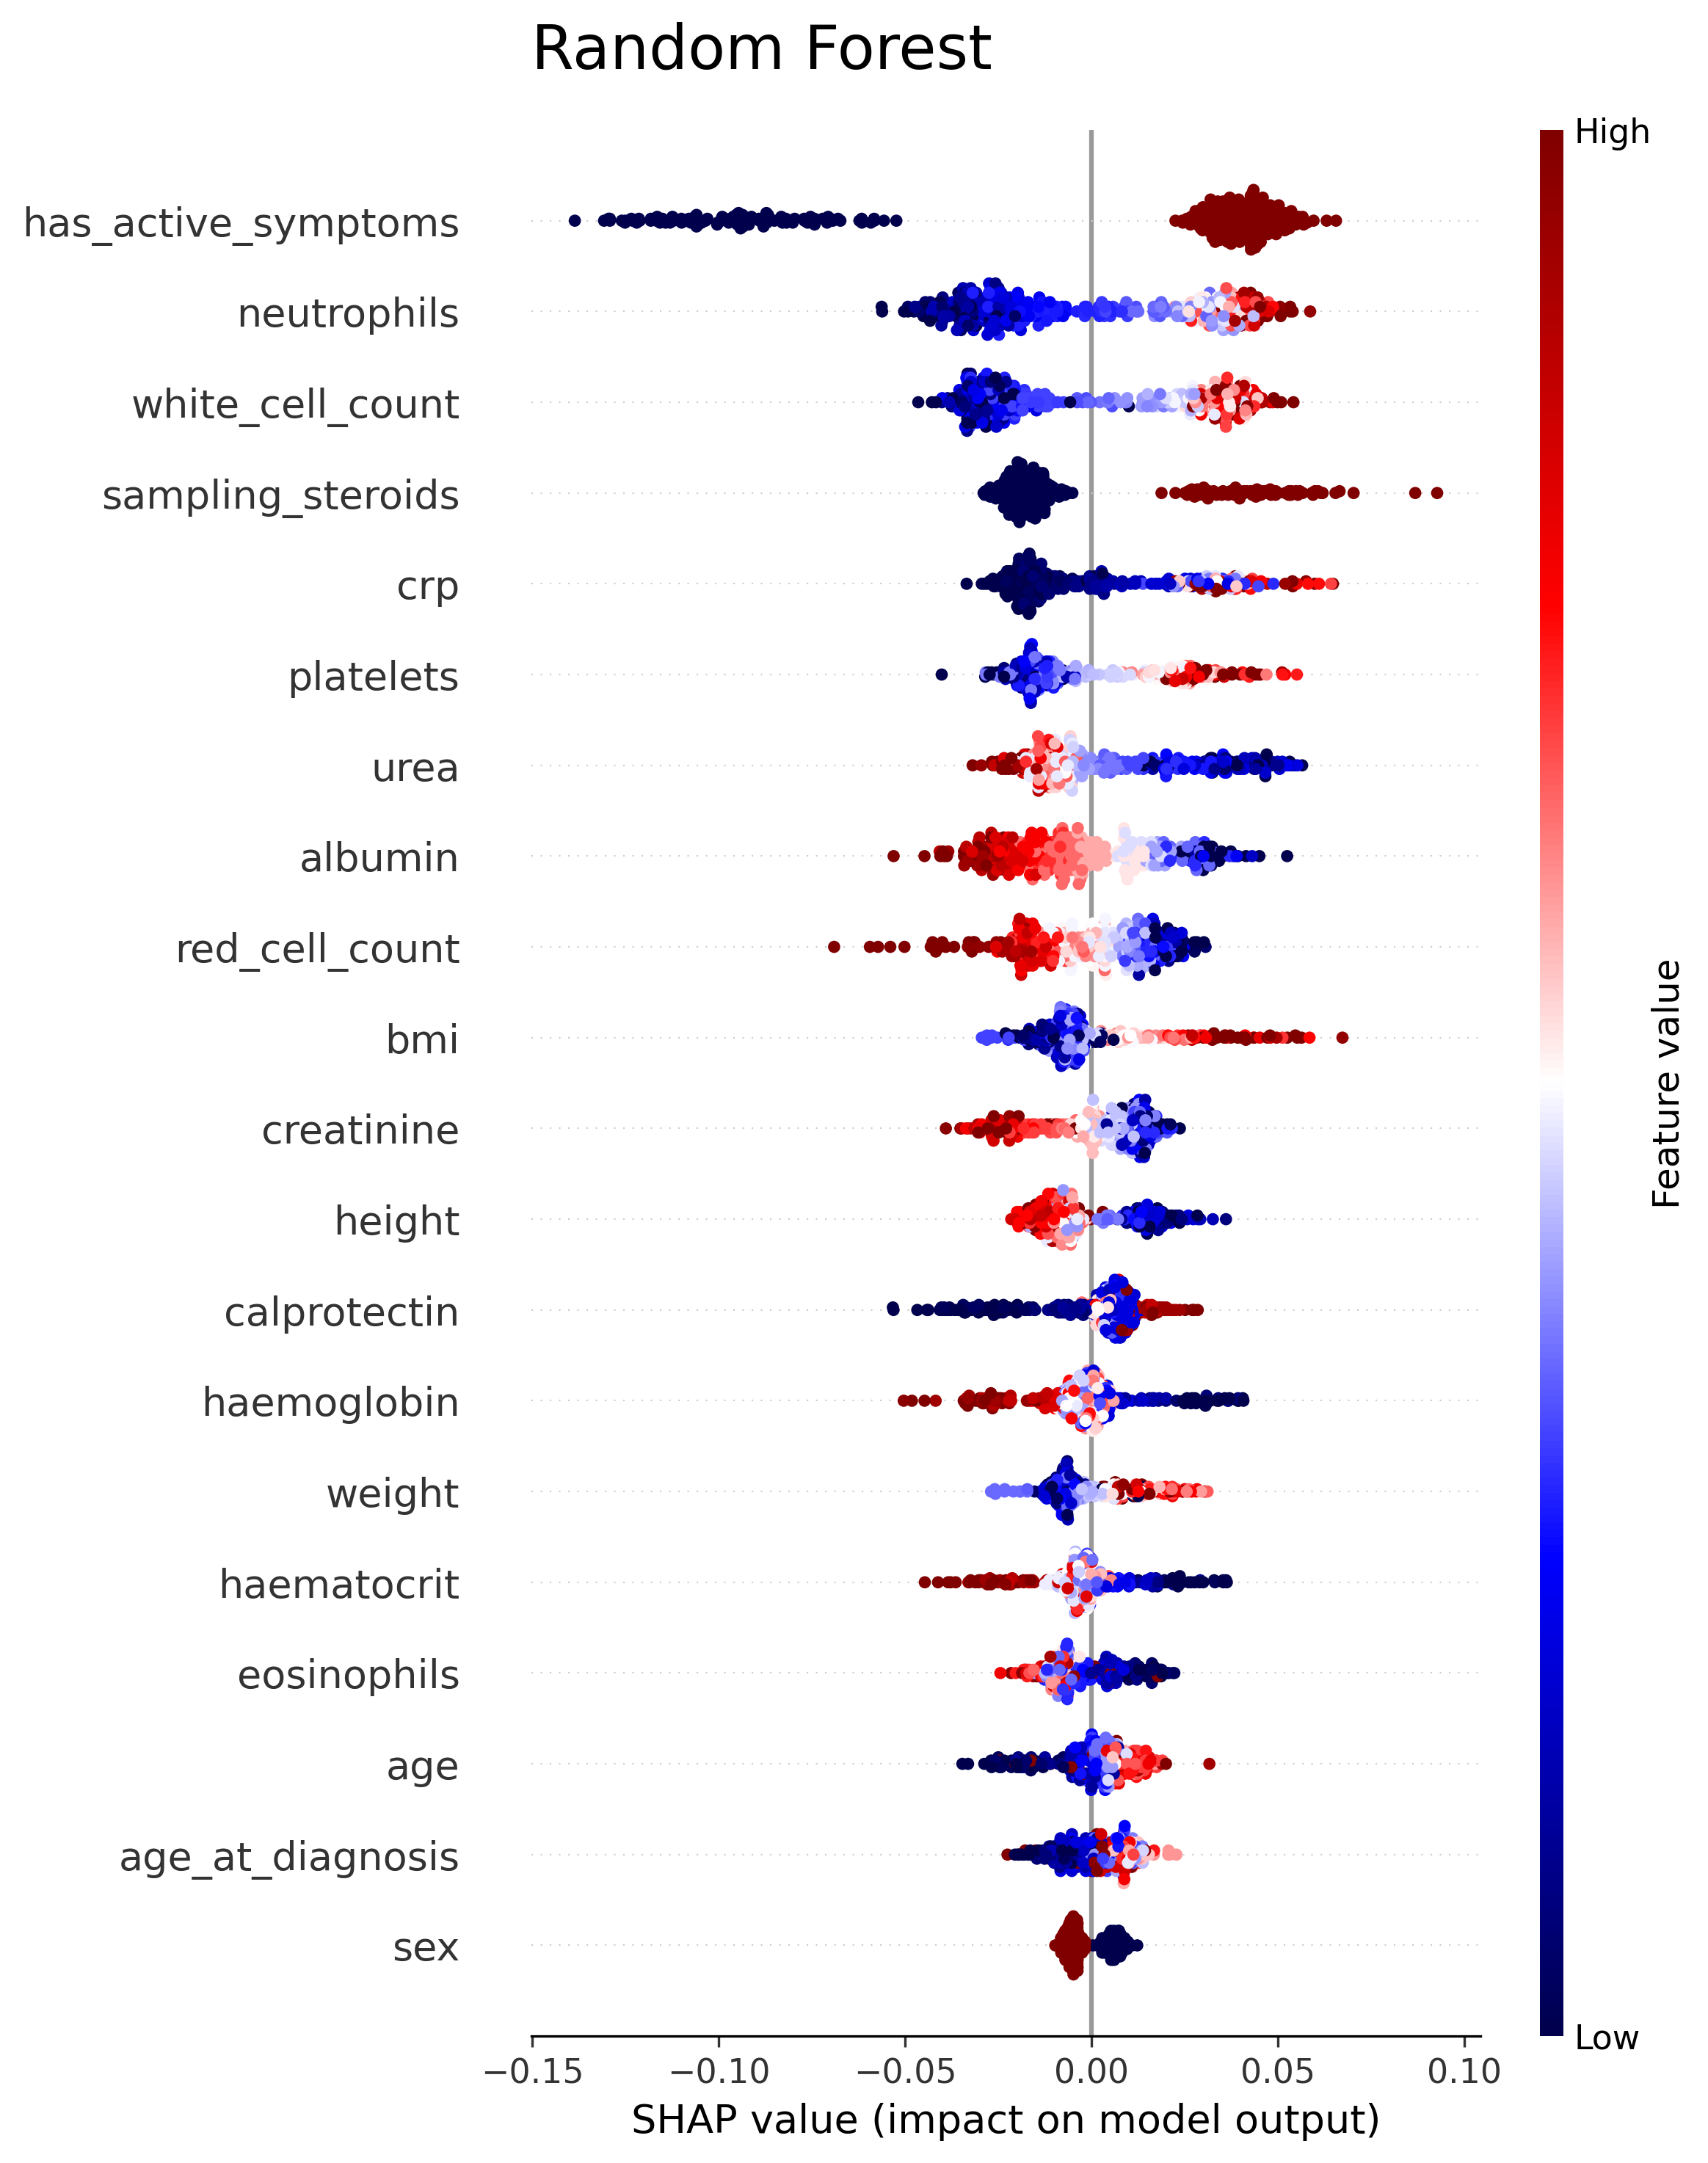 Random Forest
High
has_active_symptoms
neutrophils
white_cell_count
sampling_steroids
crp
platelets
urea
albumin
red_cell_count
bmi
creatinine
height
calprotectin
haemoglobin
weight
haematocrit
eosinophils
age
age_at_diagnosis
sex
Feature value
Low
−0.15 −0.10 −0.05 0.00 0.05 0.10
SHAP value (impact on model output)